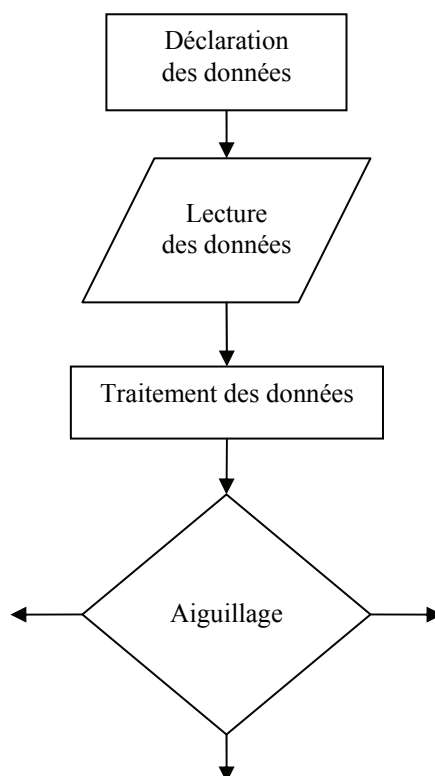 Déclaration
des données
Lecture
des données
Traitement des données
Aiguillage